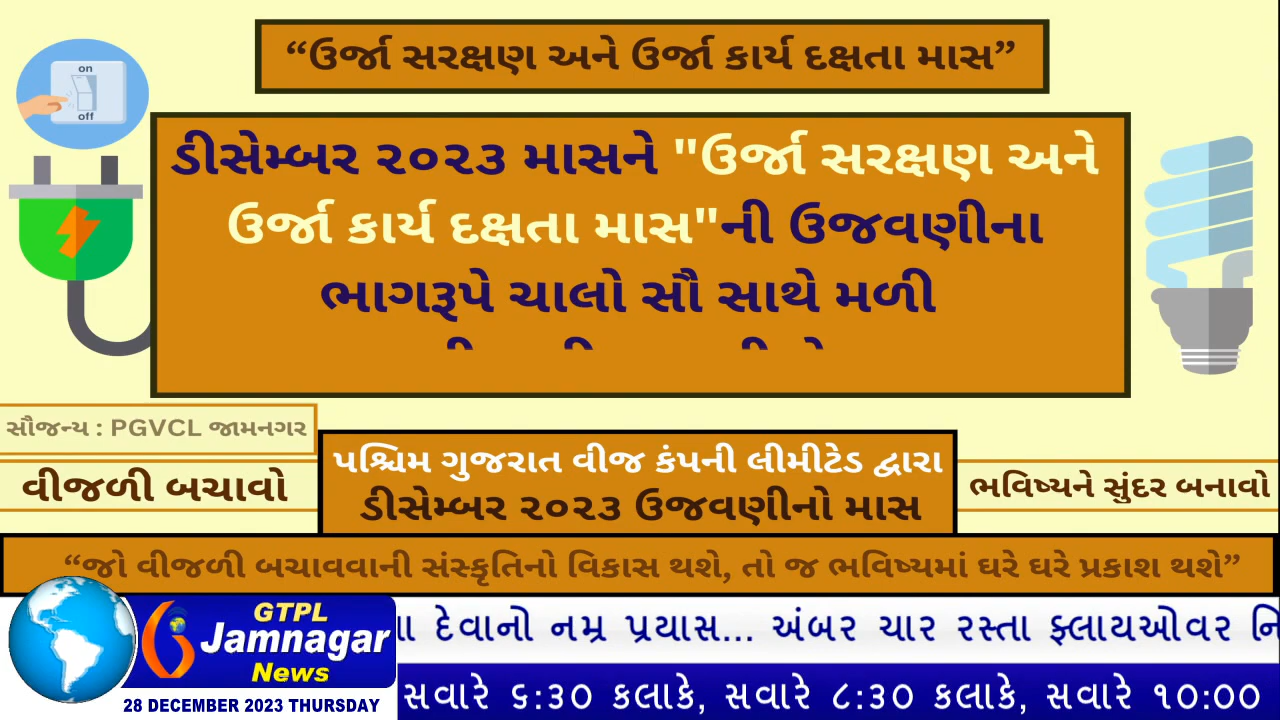 “ઉર્જા સરક્ષણ અને ઉર્જા કાર્ય દક્ષતા માસ”
on
off
ડીસેમ્બર ૨૦૨૩ માસને "ઉર્જા સરક્ષણ અને
ઉર્જા કાર્ય દક્ષતા માસ"ની ઉજવણીના
ભાગરૂપે ચાલો સૌ સાથે મળી
સૌજન્ય : PGVCL જામનગર
વીજળી બચાવો
પશ્ચિમ ગુજરાત વીજ કંપની લીમીટેડ દ્વારા
ડીસેમ્બર ૨૦૨૩ ઉજવણીનો માસ
ભવિષ્યને સુંદર બનાવો
“જો વીજળી બચાવવાની સંસ્કૃતિનો વિકાસ થશે, તો જ ભવિષ્યમાં ઘરે ઘરે પ્રકાશ થશે”
GTPL
Jamnagar
News
28 DECEMBER 2023 THURSDAY
દેવાનો નમ્ર પ્રયાસ... અંબર ચાર રસ્તા ફ્લાયઓવર
સવારે ૬:૩૦ કલાકે, સવારે ૮:૩૦ કલાકે, સવારે ૧૦:૦૦